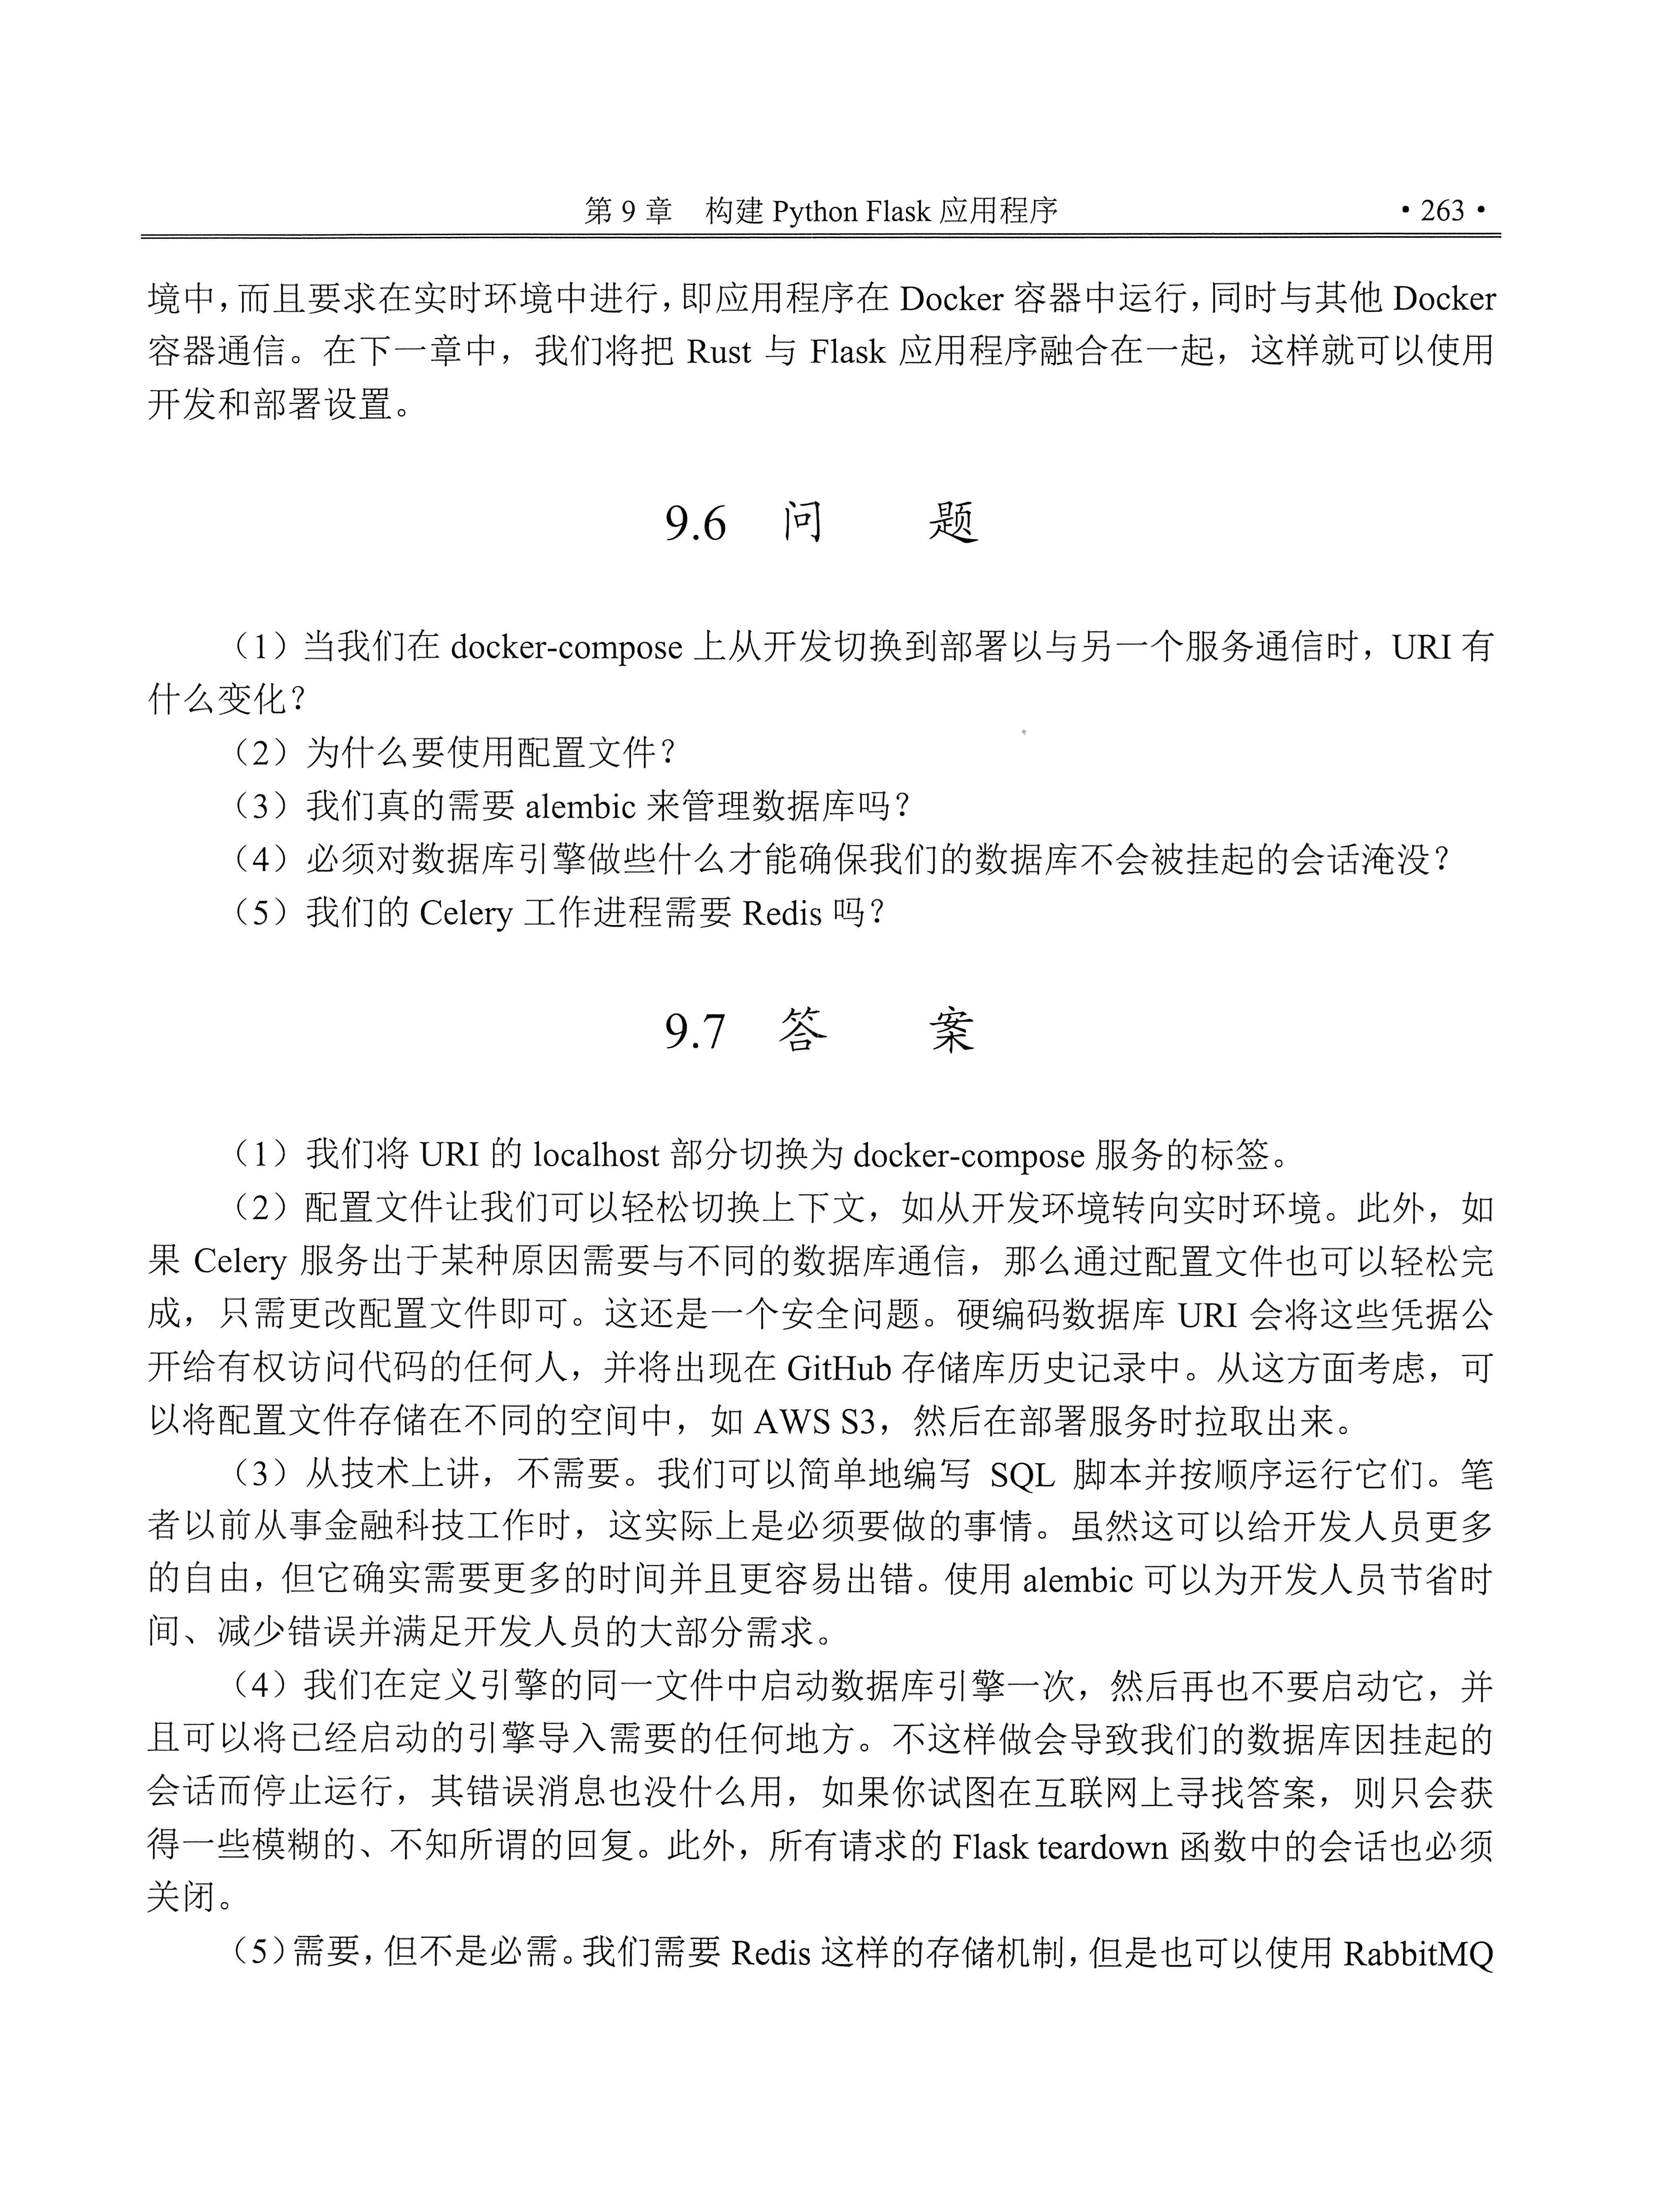 第 9 章　构建 Python Flask 应用程序　· 263 ·
境中，而且要求在实时环境中进行，即应用程序在 Docker 容器中运行，同时与其他 Docker
容器通信。在下一章中，我们将把 Rust 与 Flask 应用程序融合在一起，这样就可以使用
开发和部署设置。
9.6　问　　题
（1）当我们在 docker-compose 上从开发切换到部署以与另一个服务通信时，URI 有
什么变化？
（2）为什么要使用配置文件？
（3）我们真的需要 alembic 来管理数据库吗？
（4）必须对数据库引擎做些什么才能确保我们的数据库不会被挂起的会话淹没？
（5）我们的 Celery 工作进程需要 Redis 吗？
9.7　答　　案
（1）我们将 URI 的 localhost 部分切换为 docker-compose 服务的标签。
（2）配置文件让我们可以轻松切换上下文，如从开发环境转向实时环境。此外，如
果 Celery 服务出于某种原因需要与不同的数据库通信，那么通过配置文件也可以轻松完
成，只需更改配置文件即可。这还是一个安全问题。硬编码数据库 URI 会将这些凭据公
开给有权访问代码的任何人，并将出现在 GitHub 存储库历史记录中。从这方面考虑，可
以将配置文件存储在不同的空间中，如 AWS S3，然后在部署服务时拉取出来。
（3）从技术上讲，不需要。我们可以简单地编写 SQL 脚本并按顺序运行它们。笔
者以前从事金融科技工作时，这实际上是必须要做的事情。虽然这可以给开发人员更多
的自由，但它确实需要更多的时间并且更容易出错。使用 alembic 可以为开发人员节省时
间、减少错误并满足开发人员的大部分需求。
（4）我们在定义引擎的同一文件中启动数据库引擎一次，然后再也不要启动它，并
且可以将已经启动的引擎导入需要的任何地方。不这样做会导致我们的数据库因挂起的
会话而停止运行，其错误消息也没什么用，如果你试图在互联网上寻找答案，则只会获
得一些模糊的、不知所谓的回复。此外，所有请求的 Flask teardown 函数中的会话也必须
关闭。
（5）需要，但不是必需。我们需要 Redis 这样的存储机制，但是也可以使用 RabbitMQ